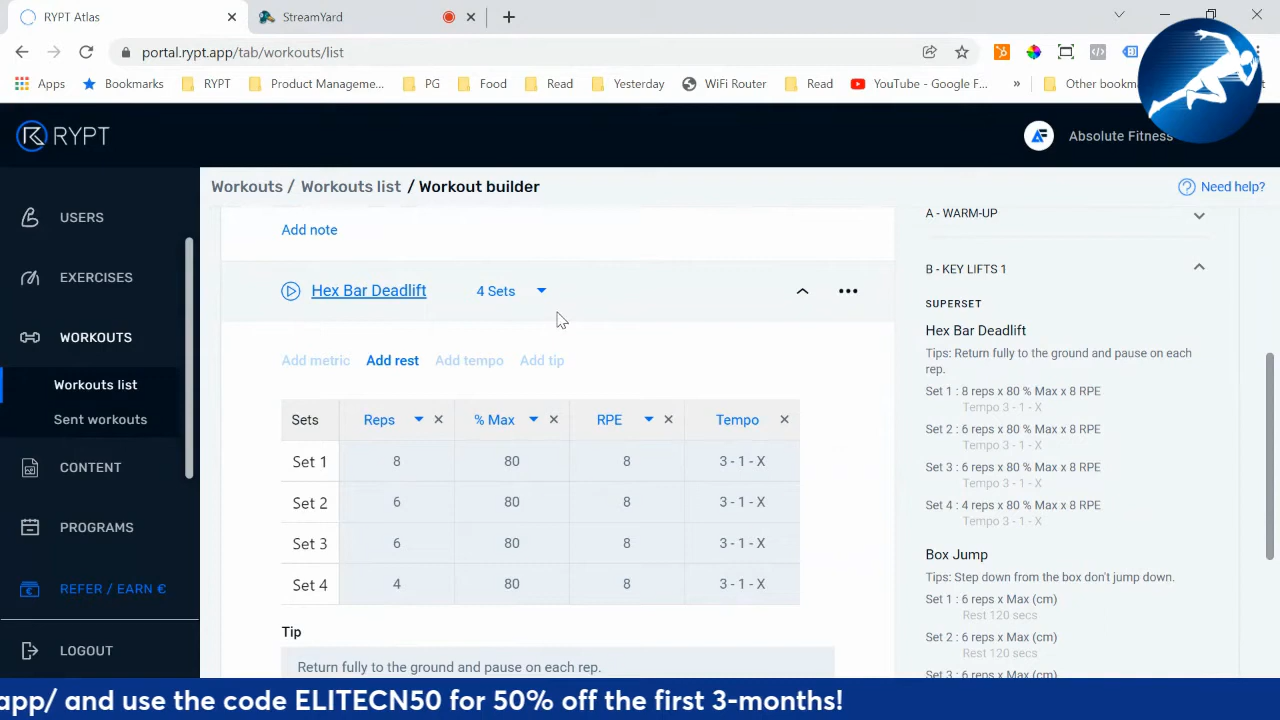 RYPT Atlas
StreamYard
portal.rypt.app/tab/workouts/list
Apps
Bookmarks
RYPT
Product Manageme...
PG
Food
Read
Yesterday
WiFi Router
YouTube - Google F...
Read
»
Other bookm
RYPT
Absolute Fitness
USERS
EXERCISES
WORKOUTS
Workouts list
Sent workouts
CONTENT
PROGRAMS
REFER / EARN €
LOGOUT
Workouts / Workouts list / Workout builder
Need help?
Add note
Hex Bar Deadlift
4 Sets
Add metric Add rest Add tempo Add tip
Sets Reps % Max RPE Tempo
Set 1 8 80 8 3 - 1 - X
Set 2 6 80 8 3 - 1 - X
Set 3 6 80 8 3 - 1 - X
Set 4 4 80 8 3 - 1 - X
Tip
Return fully to the ground and pause on each rep.
A - WARM-UP
B - KEY LIFTS 1
SUPERSET
Hex Bar Deadlift
Tips: Return fully to the ground and pause on each
rep.
Set 1 : 8 reps x 80 % Max x 8 RPE
Tempo 3 - 1 - X
Set 2 : 6 reps x 80 % Max x 8 RPE
Tempo 3 - 1 - X
Set 3 : 6 reps x 80 % Max x 8 RPE
Tempo 3 - 1 - X
Set 4 : 4 reps x 80 % Max x 8 RPE
Tempo 3 - 1 - X
Box Jump
Tips: Step down from the box don't jump down.
Set 1 : 6 reps x Max (cm)
Rest 120 secs
Set 2 : 6 reps x Max (cm)
Rest 120 secs
Set 3 : 6 reps x Max (cm)
app/ and use the code ELITECN50 for 50% off the first 3-months!